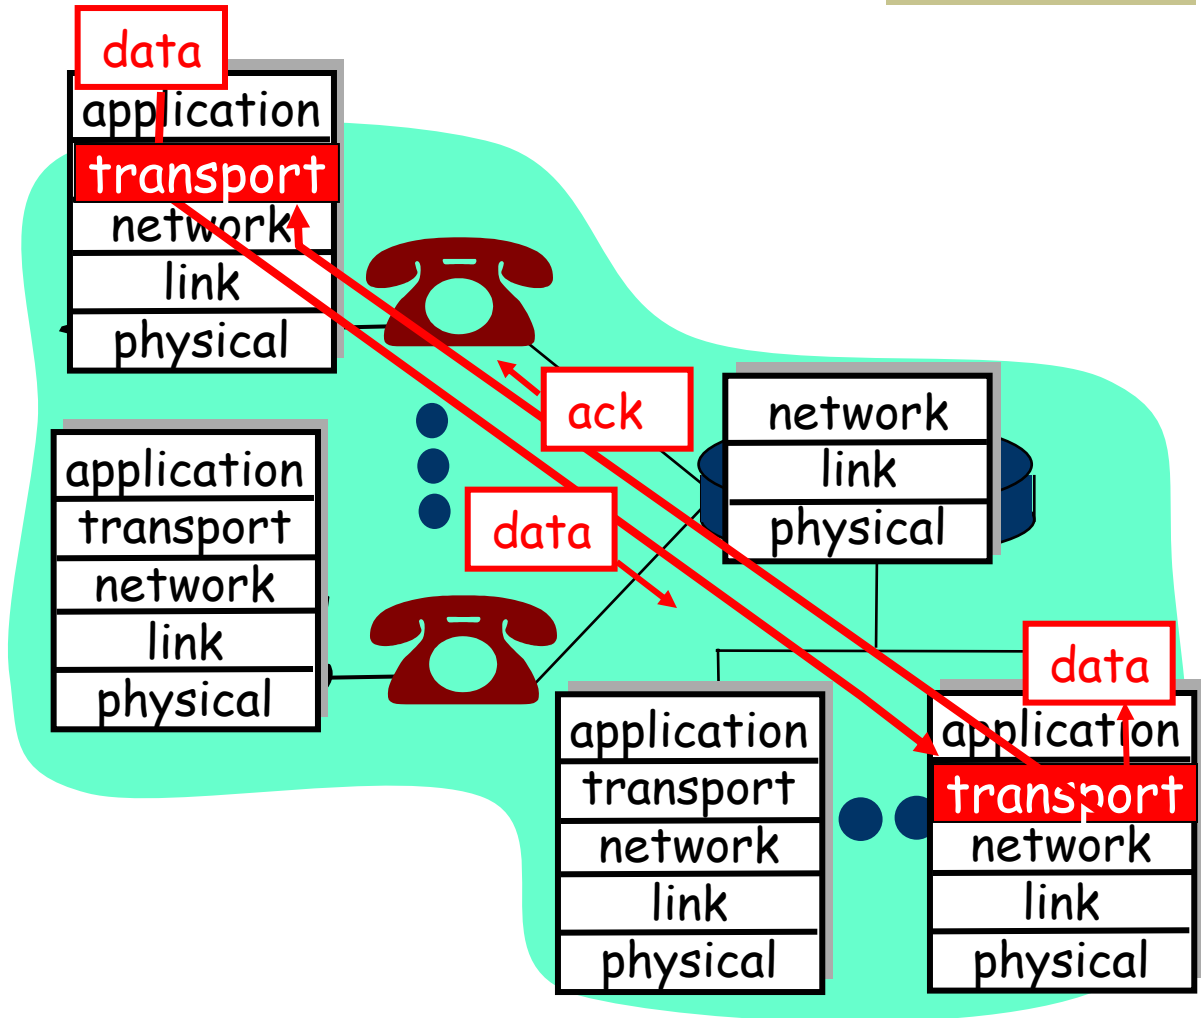 data
application
transport
network
link
physical
ack
network
link
physical
application
transport
network
link
physical
data
data
application
transport
network
link
physical
application
transport
network
link
physical